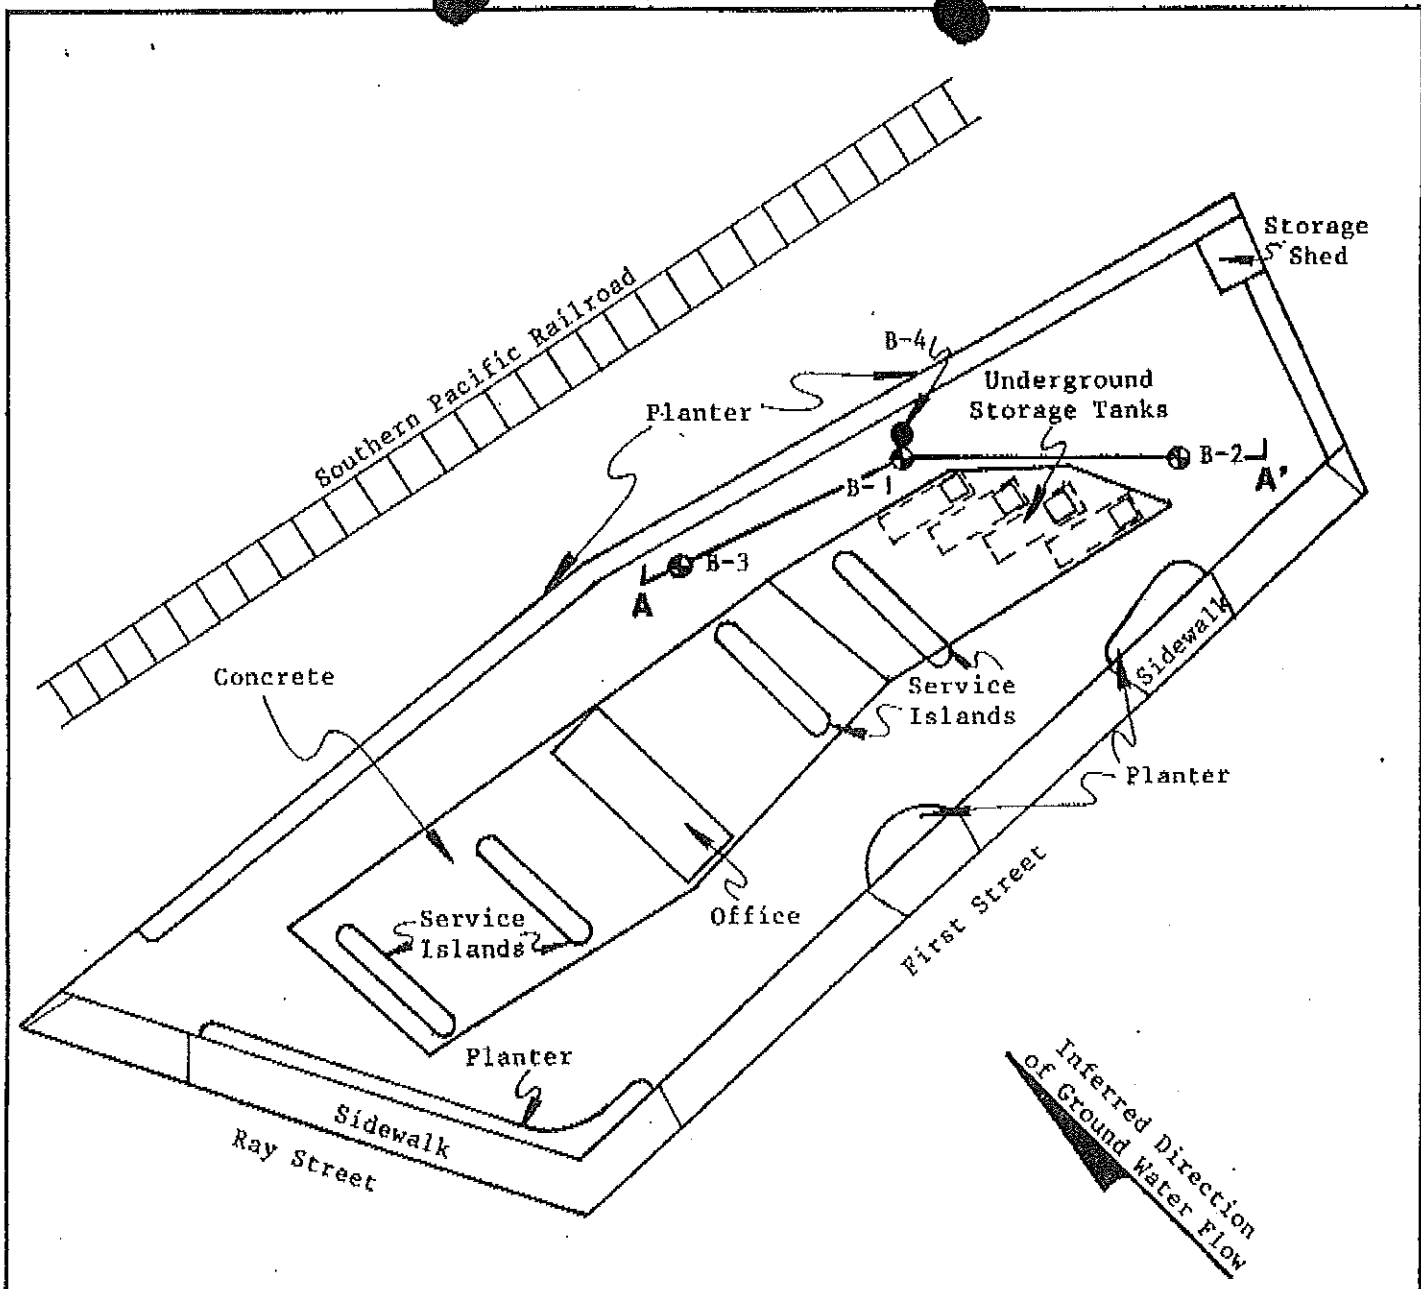 Storage
Shed
Southern Pacific Railroad
B-4
Underground
Storage Tanks
Planter
B-1
B-2
A'
B-3
A
Concrete
Service
Islands
Sidewalk
Planter
Service
Islands
Office
First Street
Planter
Sidewalk
Ray Street
Inferred Direction
of Ground Water Flow